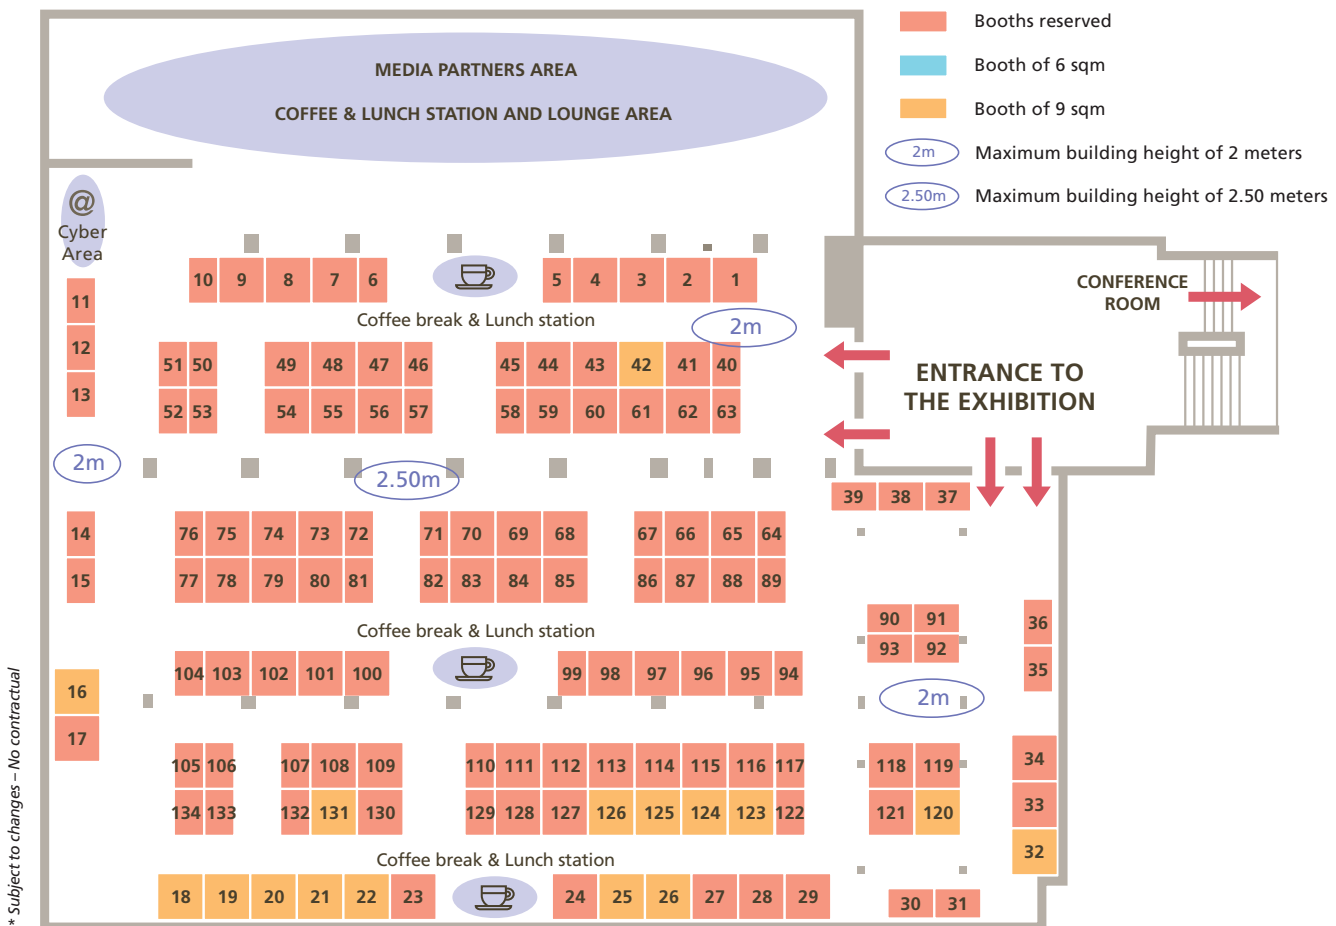 MEDIA PARTNERS AREA
COFFEE & LUNCH STATION AND LOUNGE AREA
Booths reserved
Booth of 6 sqm
Booth of 9 sqm
2m Maximum building height of 2 meters
2.50m Maximum building height of 2.50 meters
@
Cyber
Area
10 9 8 7 6 5 4 3 2 1
CONFERENCE
ROOM
11
12
13
Coffee break & Lunch station
2m
51 50 49 48 47 46 45 44 43 42 41 40
52 53 54 55 56 57 58 59 60 61 62 63
ENTRANCE TO
THE EXHIBITION
2m
2.50m
39 38 37
14
15
76 75 74 73 72 71 70 69 68 67 66 65 64
77 78 79 80 81 82 83 84 85 86 87 88 89
90 91
93 92
36
35
Coffee break & Lunch station
104 103 102 101 100 99 98 97 96 95 94
2m
16
17
105 106 107 108 109 110 111 112 113 114 115 116 117 118 119
134 133 132 131 130 129 128 127 126 125 124 123 122 121 120
34
33
32
Coffee break & Lunch station
18 19 20 21 22 23 24 25 26 27 28 29 30 31
* Subject to changes – No contractual